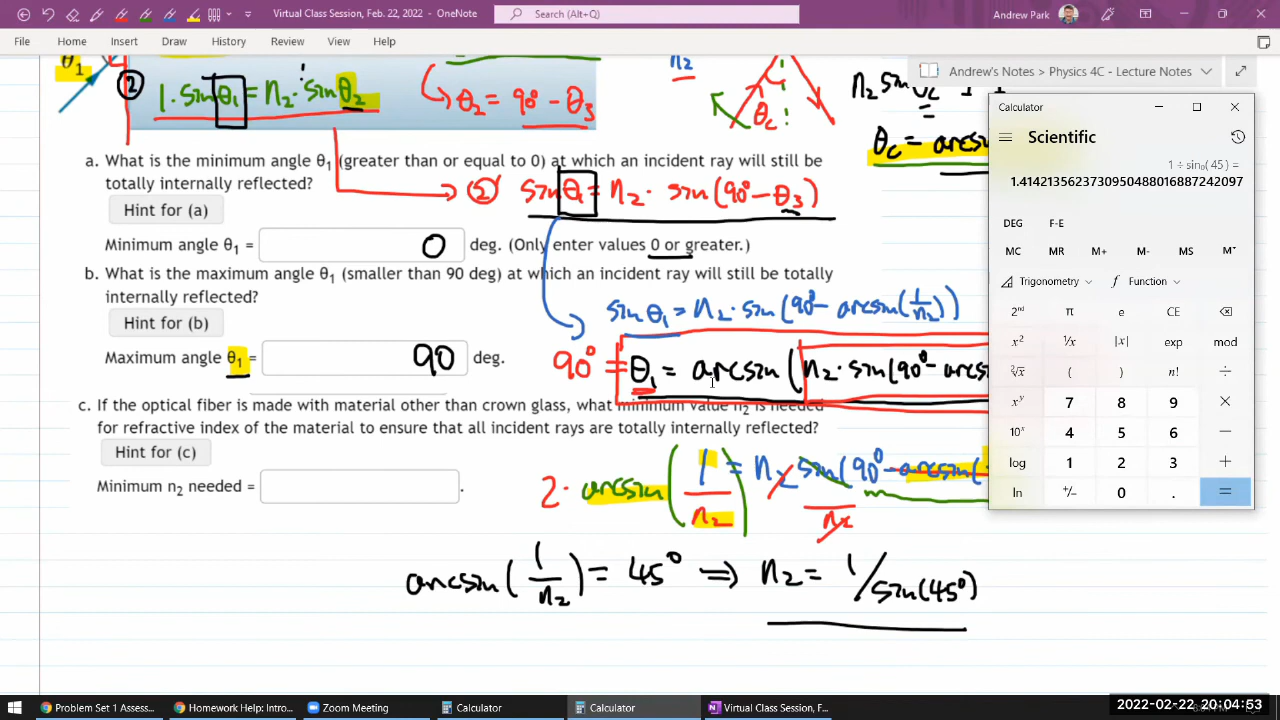 Virtual Class Session, Feb. 22, 2022 - OneNote
Search (Alt+Q)
Andrew Park
File Home Insert Draw History Review View Help
Andrew's Notes » Physics 4C - Lecture Notes
θ1
② 1·sinθ1 = n2·sinθ2
θ2 = 90° - θ3
n2
θc
θc = arcsin
a. What is the minimum angle θ1 (greater than or equal to 0) at which an incident ray will still be
totally internally reflected?
sinθ1 = n2· sin(90° - θ3)
Hint for (a)
Minimum angle θ1 = 0 deg. (Only enter values 0 or greater.)
b. What is the maximum angle θ1 (smaller than 90 deg) at which an incident ray will still be totally
internally reflected?
sinθ1 = n2·sin(90° - arcsin(1/n2))
Hint for (b)
Maximum angle θ1 = 90 deg.
90° = θ1 = arcsin(n2·sin(90° - arcs
c. If the optical fiber is made with material other than crown glass, what minimum value n2 is needed
for refractive index of the material to ensure that all incident rays are totally internally reflected?
Hint for (c)
Minimum n2 needed = .
2· arcsin(1/n2) = n2 sin(90° - arcsin(
n2
arcsin(1/n2) = 45° ⟹ n2 = 1/sin(45°)
Calculator
Scientific
1 ÷ sin₀( 45 ) =
1.4142135623730950488016887242097
DEG F-E
MC MR M+ M- MS M˅
Trigonometry Function
2ⁿᵈ π e CE
x² ¹/x |x| exp mod
²√x ( ) n! ÷
xʸ 7 8 9 ×
10ˣ 4 5 6 −
log 1 2 3 +
ln +/− 0 . =
Problem Set 1 Assess... Homework Help: Intro... Zoom Meeting Calculator Calculator Virtual Class Session, F...
2022-02-22 20:04:53